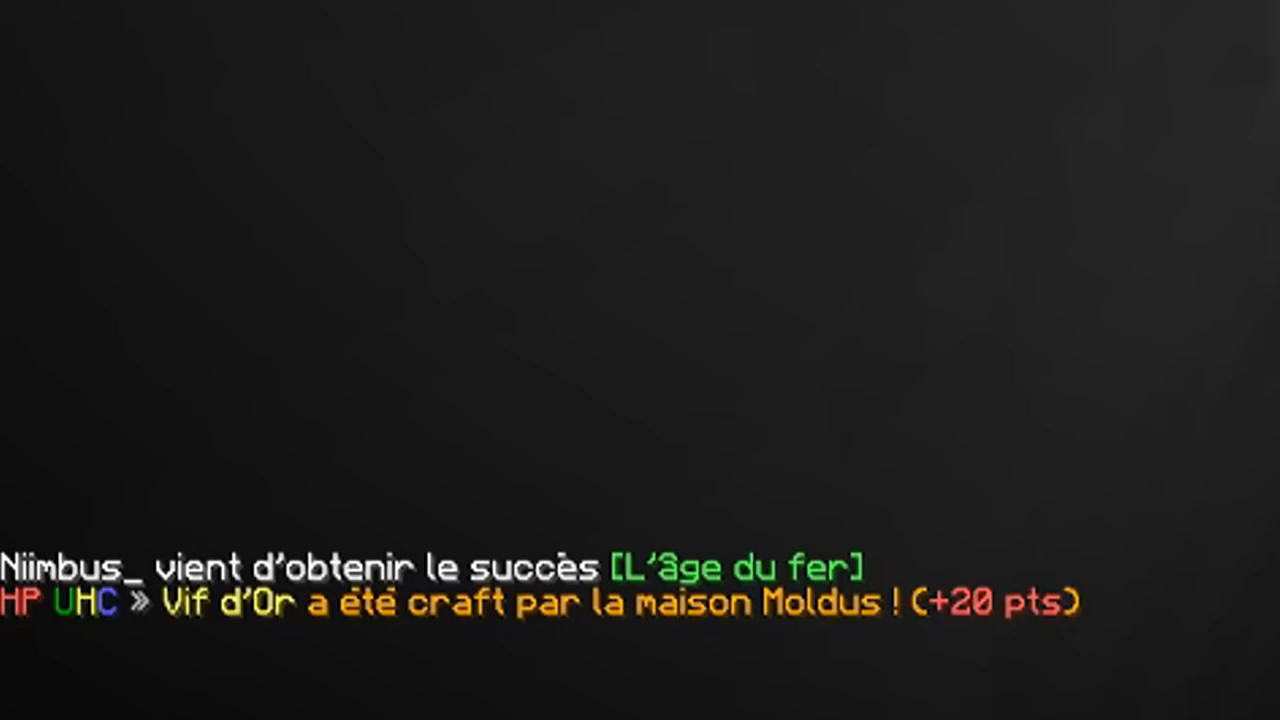 Niimbus_ vient d'obtenir le succès [L'âge du fer]
HP UHC » Vif d'Or a été craft par la maison Moldus ! (+20 pts)